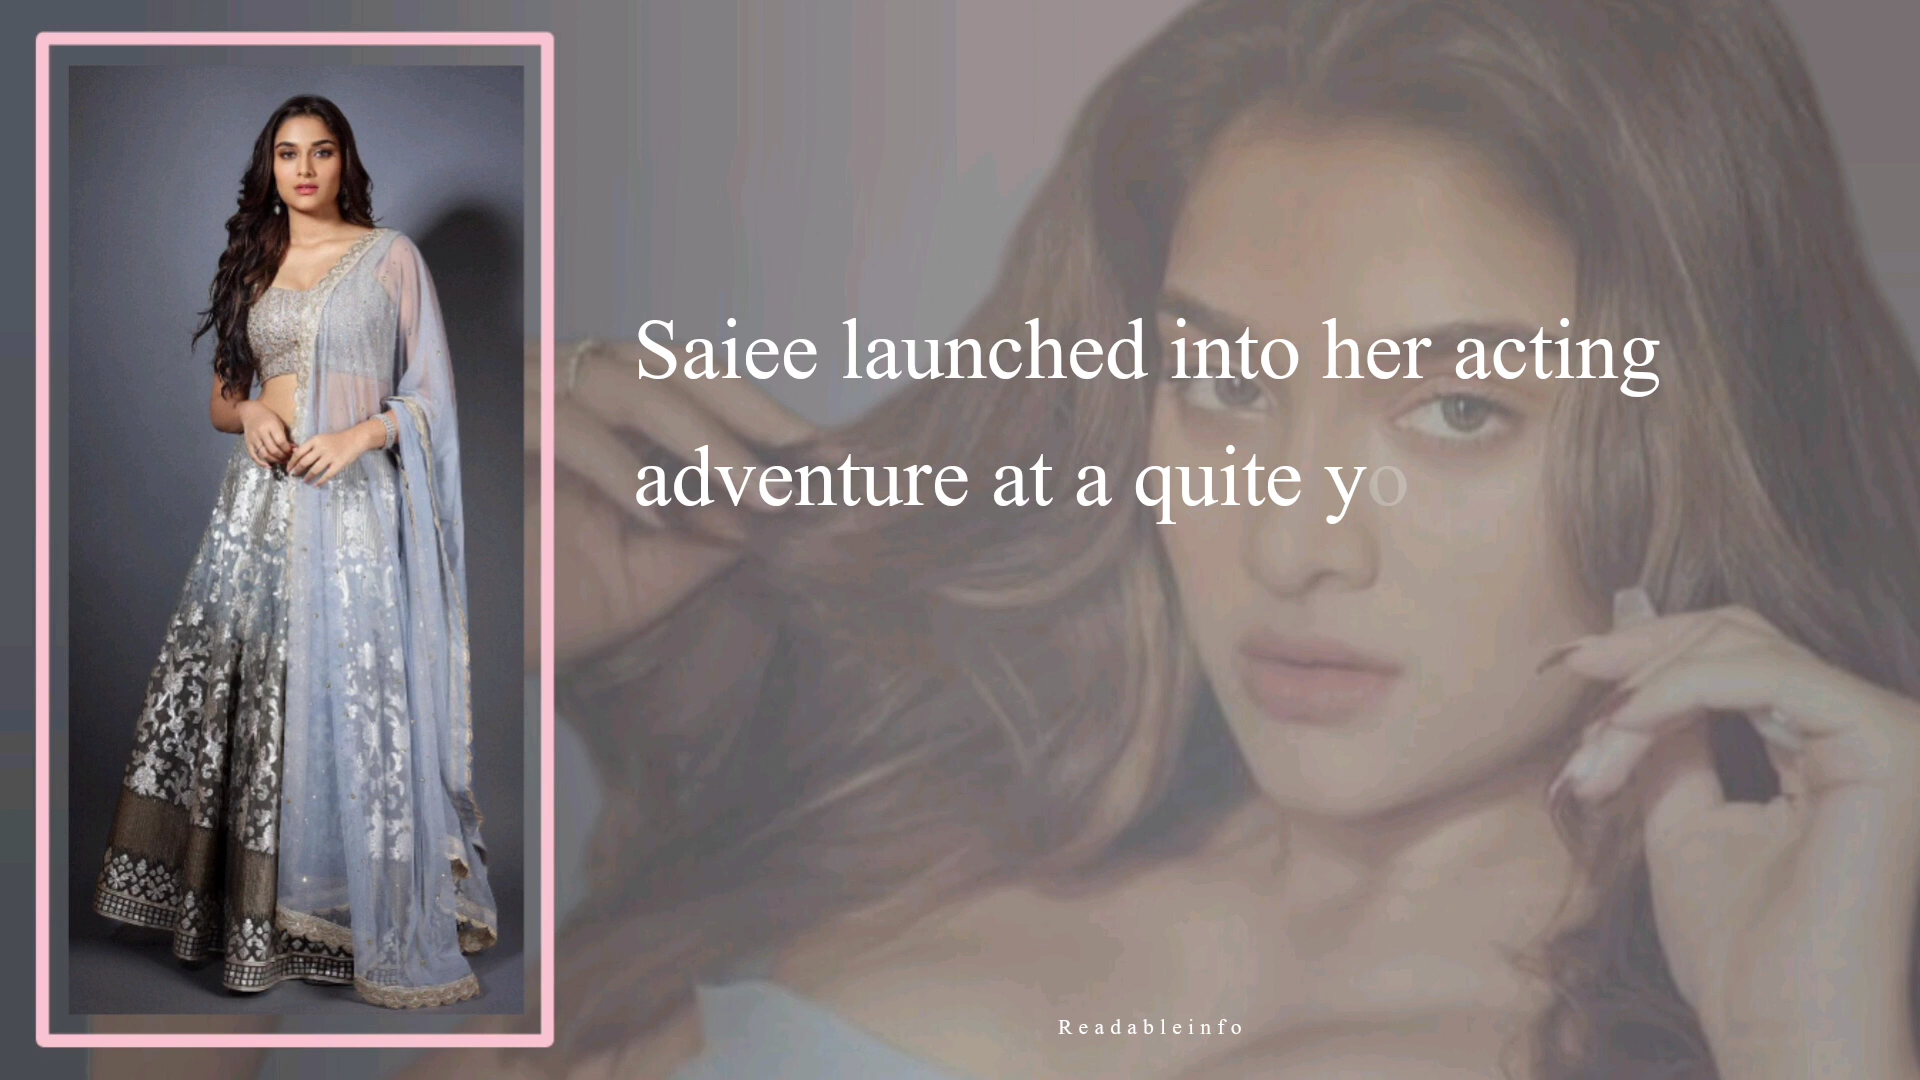 Saiee launched into her acting
adventure at a quite yo
Readableinfo